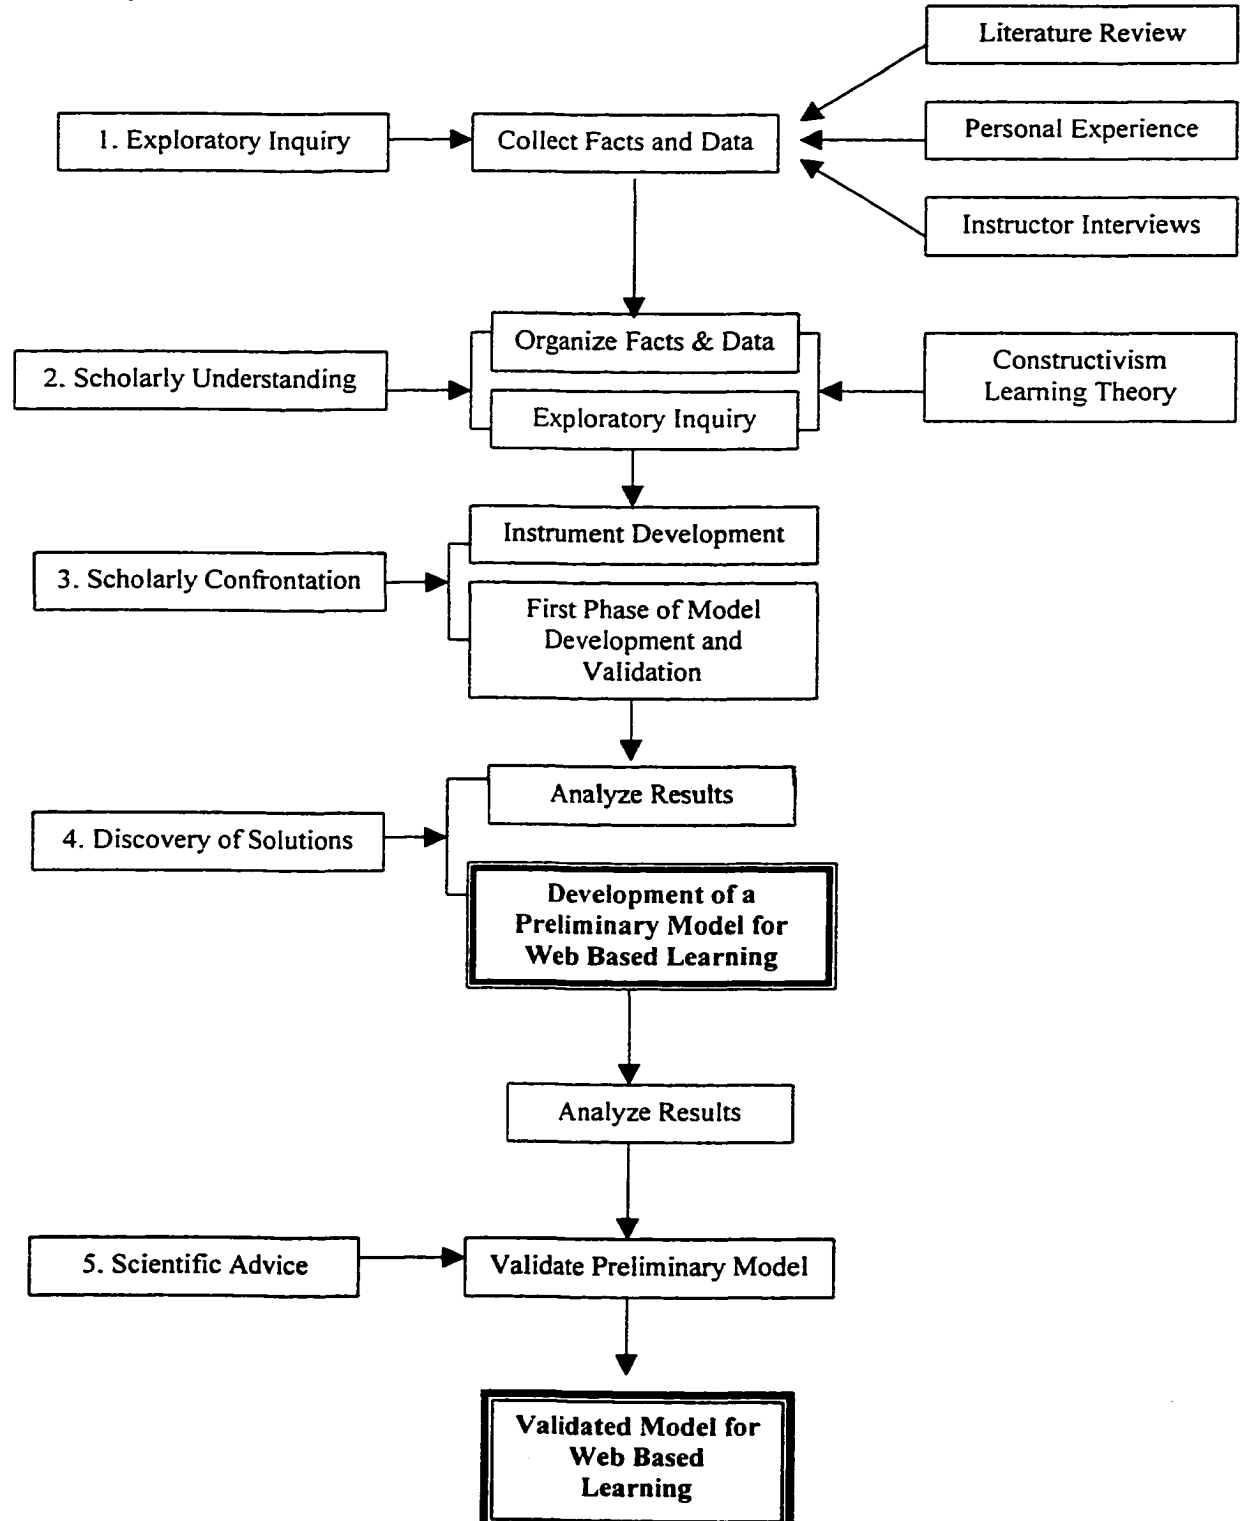 Literature Review
1. Exploratory Inquiry
Collect Facts and Data
Personal Experience
Instructor Interviews
Organize Facts & Data
2. Scholarly Understanding
Exploratory Inquiry
Constructivism
Learning Theory
Instrument Development
3. Scholarly Confrontation
First Phase of Model
Development and
Validation
Analyze Results
4. Discovery of Solutions
Development of a
Preliminary Model for
Web Based Learning
Analyze Results
5. Scientific Advice
Validate Preliminary Model
Validated Model for
Web Based
Learning